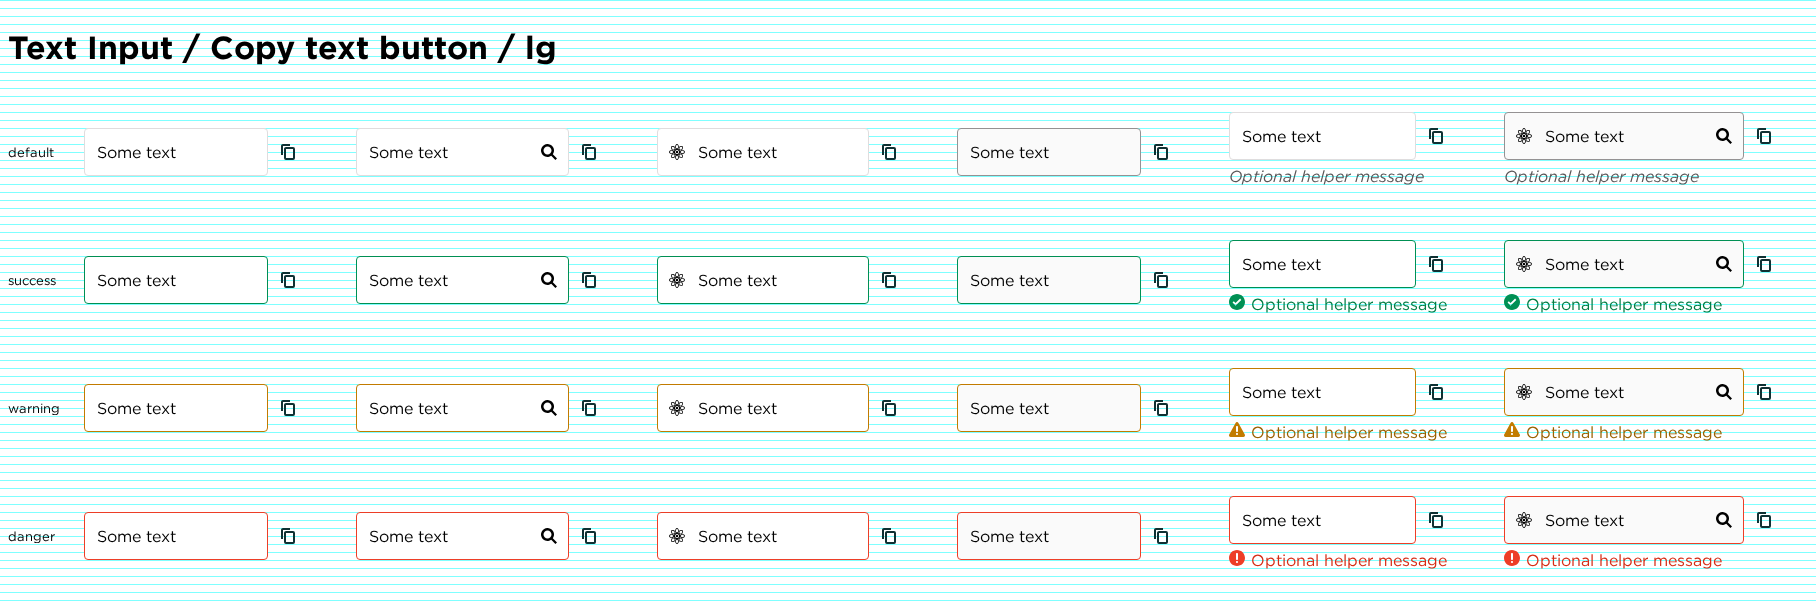 Text Input / Copy text button / lg
default Some text Some text Some text Some text Some text Some text
Optional helper message Optional helper message
success Some text Some text Some text Some text Some text Some text
Optional helper message Optional helper message
warning Some text Some text Some text Some text Some text Some text
Optional helper message Optional helper message
danger Some text Some text Some text Some text Some text Some text
Optional helper message Optional helper message